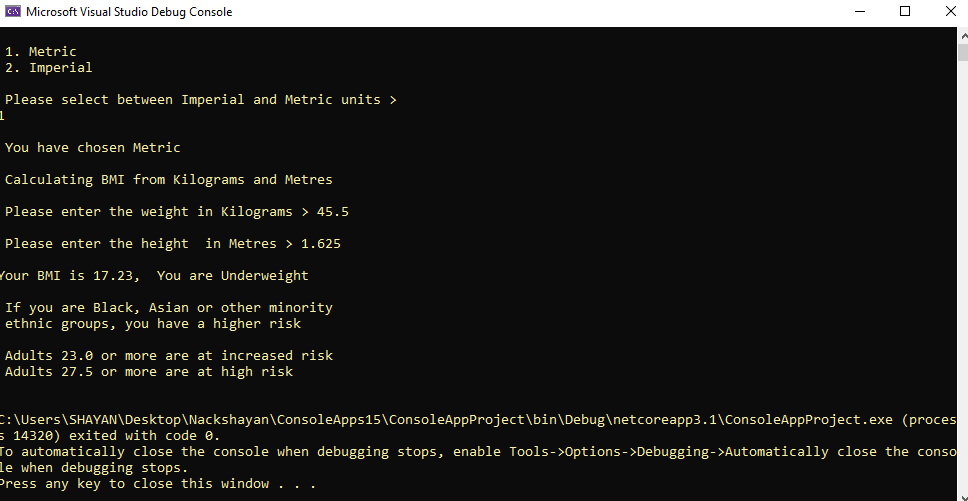 Microsoft Visual Studio Debug Console
1. Metric
2. Imperial
Please select between Imperial and Metric units >
1
You have chosen Metric
Calculating BMI from Kilograms and Metres
Please enter the weight in Kilograms > 45.5
Please enter the height  in Metres > 1.625
Your BMI is 17.23,  You are Underweight
If you are Black, Asian or other minority
ethnic groups, you have a higher risk
Adults 23.0 or more are at increased risk
Adults 27.5 or more are at high risk
C:\Users\SHAYAN\Desktop\Nackshayan\ConsoleApps15\ConsoleAppProject\bin\Debug\netcoreapp3.1\ConsoleAppProject.exe (proces
s 14320) exited with code 0.
To automatically close the console when debugging stops, enable Tools->Options->Debugging->Automatically close the conso
le when debugging stops.
Press any key to close this window . . .